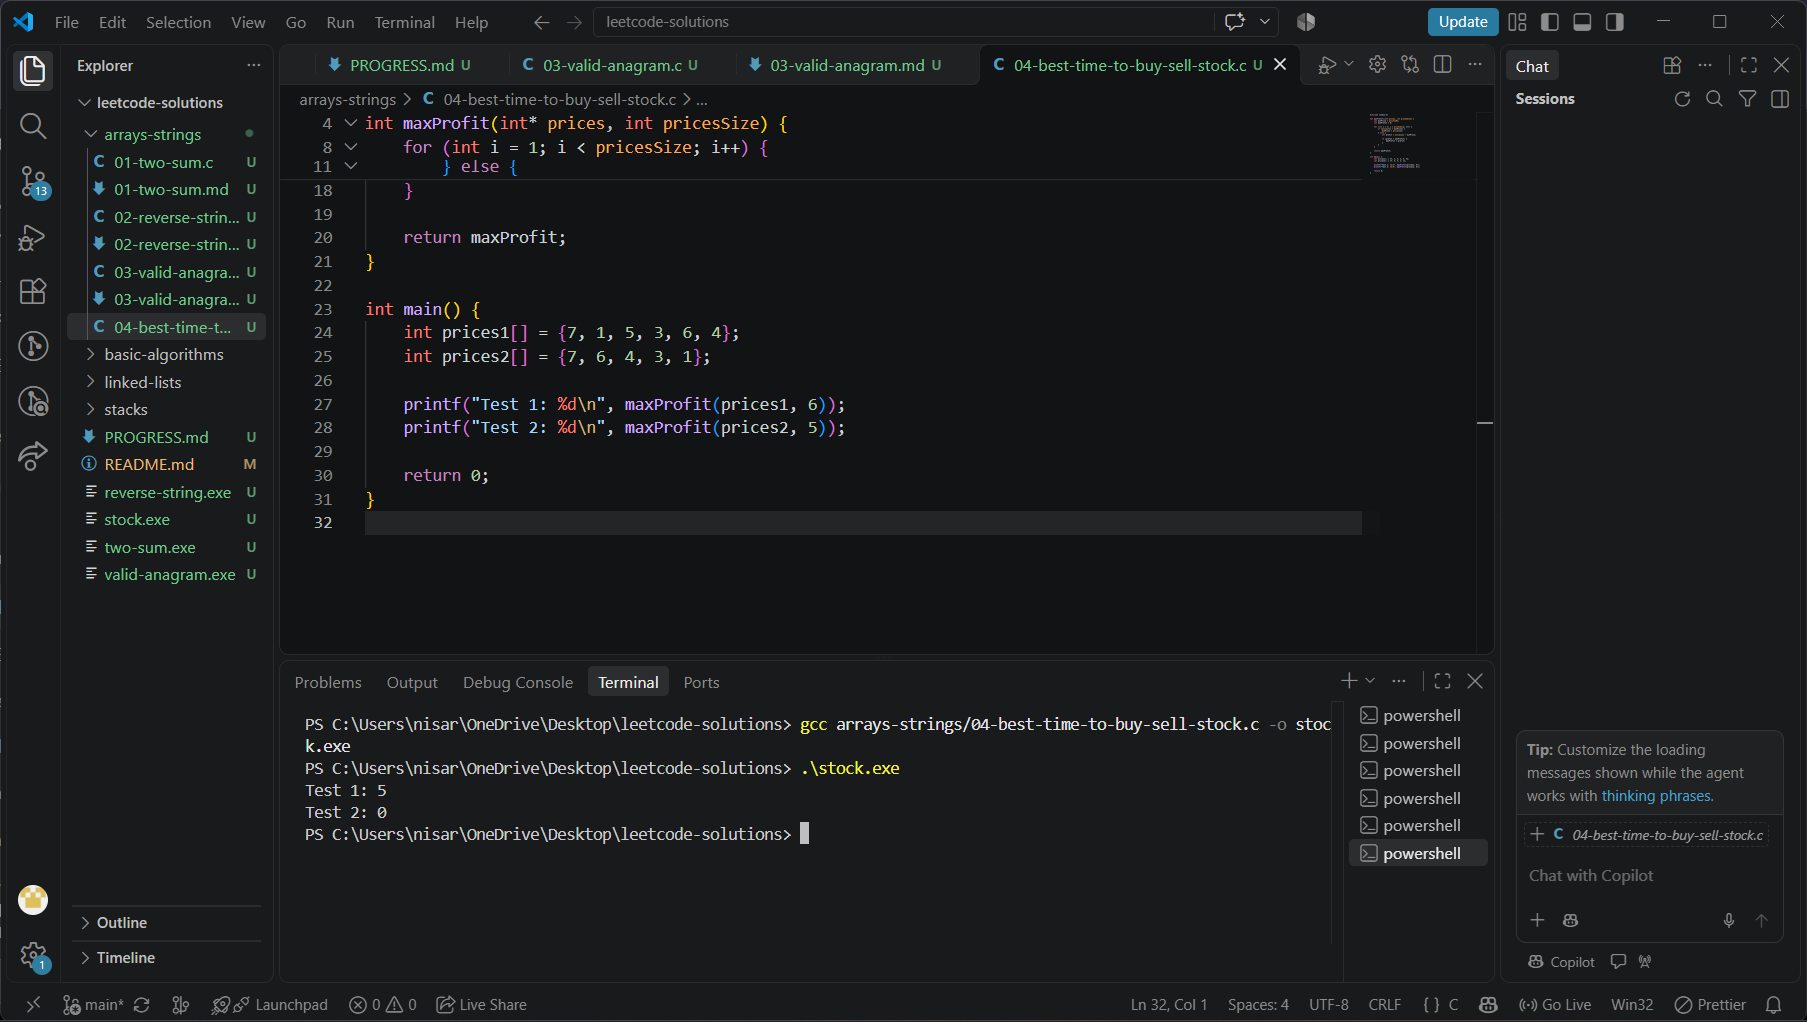 File Edit Selection View Go Run Terminal Help
leetcode-solutions
Update
Explorer
leetcode-solutions
arrays-strings
01-two-sum.c U
01-two-sum.md U
02-reverse-strin... U
02-reverse-strin... U
03-valid-anagra... U
03-valid-anagra... U
04-best-time-t... U
basic-algorithms
linked-lists
stacks
PROGRESS.md U
README.md M
reverse-string.exe U
stock.exe U
two-sum.exe U
valid-anagram.exe U
Outline
Timeline
13
1
PROGRESS.md U
03-valid-anagram.c U
03-valid-anagram.md U
04-best-time-to-buy-sell-stock.c U
arrays-strings > C 04-best-time-to-buy-sell-stock.c > ...
4 int maxProfit(int* prices, int pricesSize) {
8 for (int i = 1; i < pricesSize; i++) {
11 } else {
18 }
19
20 return maxProfit;
21 }
22
23 int main() {
24 int prices1[] = {7, 1, 5, 3, 6, 4};
25 int prices2[] = {7, 6, 4, 3, 1};
26
27 printf("Test 1: %d\n", maxProfit(prices1, 6));
28 printf("Test 2: %d\n", maxProfit(prices2, 5));
29
30 return 0;
31 }
32
Problems Output Debug Console Terminal Ports
PS C:\Users\nisar\OneDrive\Desktop\leetcode-solutions> gcc arrays-strings/04-best-time-to-buy-sell-stock.c -o stoc
k.exe
PS C:\Users\nisar\OneDrive\Desktop\leetcode-solutions> .\stock.exe
Test 1: 5
Test 2: 0
PS C:\Users\nisar\OneDrive\Desktop\leetcode-solutions>
powershell
powershell
powershell
powershell
powershell
powershell
Chat
Sessions
Tip: Customize the loading
messages shown while the agent
works with thinking phrases.
C 04-best-time-to-buy-sell-stock.c
Chat with Copilot
Copilot
main* Launchpad 0 0 Live Share
Ln 32, Col 1 Spaces: 4 UTF-8 CRLF {} C Go Live Win32 Prettier